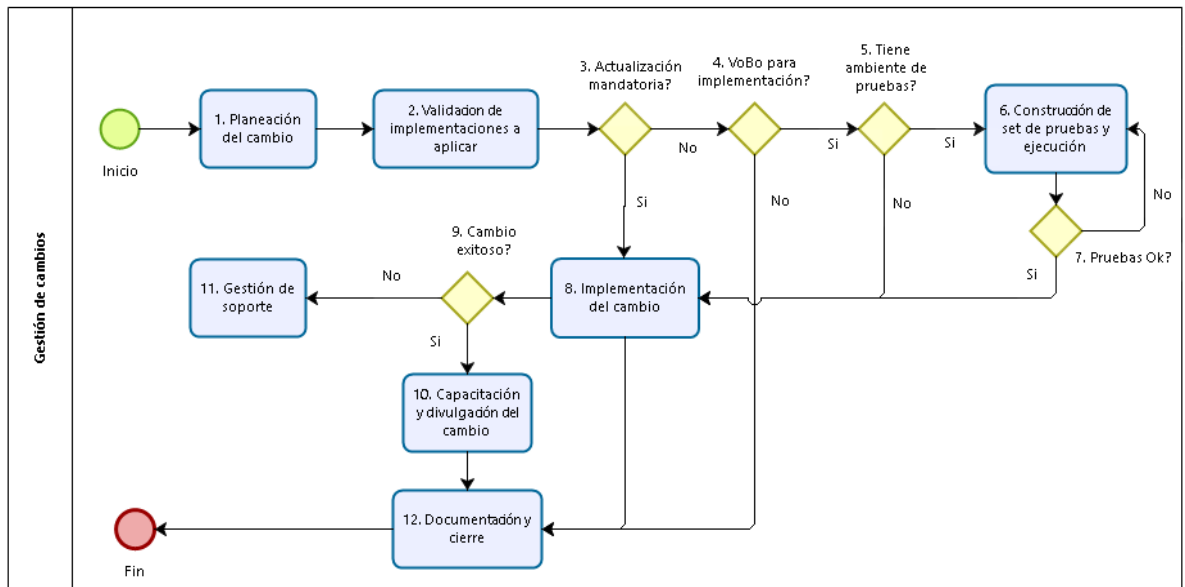 Gestión de cambios
Inicio
1. Planeación
del cambio
2. Validacion de
implementaciones a
aplicar
3. Actualización
mandatoria?
No
Si
4. VoBo para
implementación?
Si
No
5. Tiene
ambiente de
pruebas?
Si
No
6. Construcción de
set de pruebas y
ejecución
No
7. Pruebas Ok?
Si
8. Implementación
del cambio
9. Cambio
exitoso?
No
Si
11. Gestión de
soporte
10. Capacitación
y divulgación del
cambio
12. Documentación y
cierre
Fin